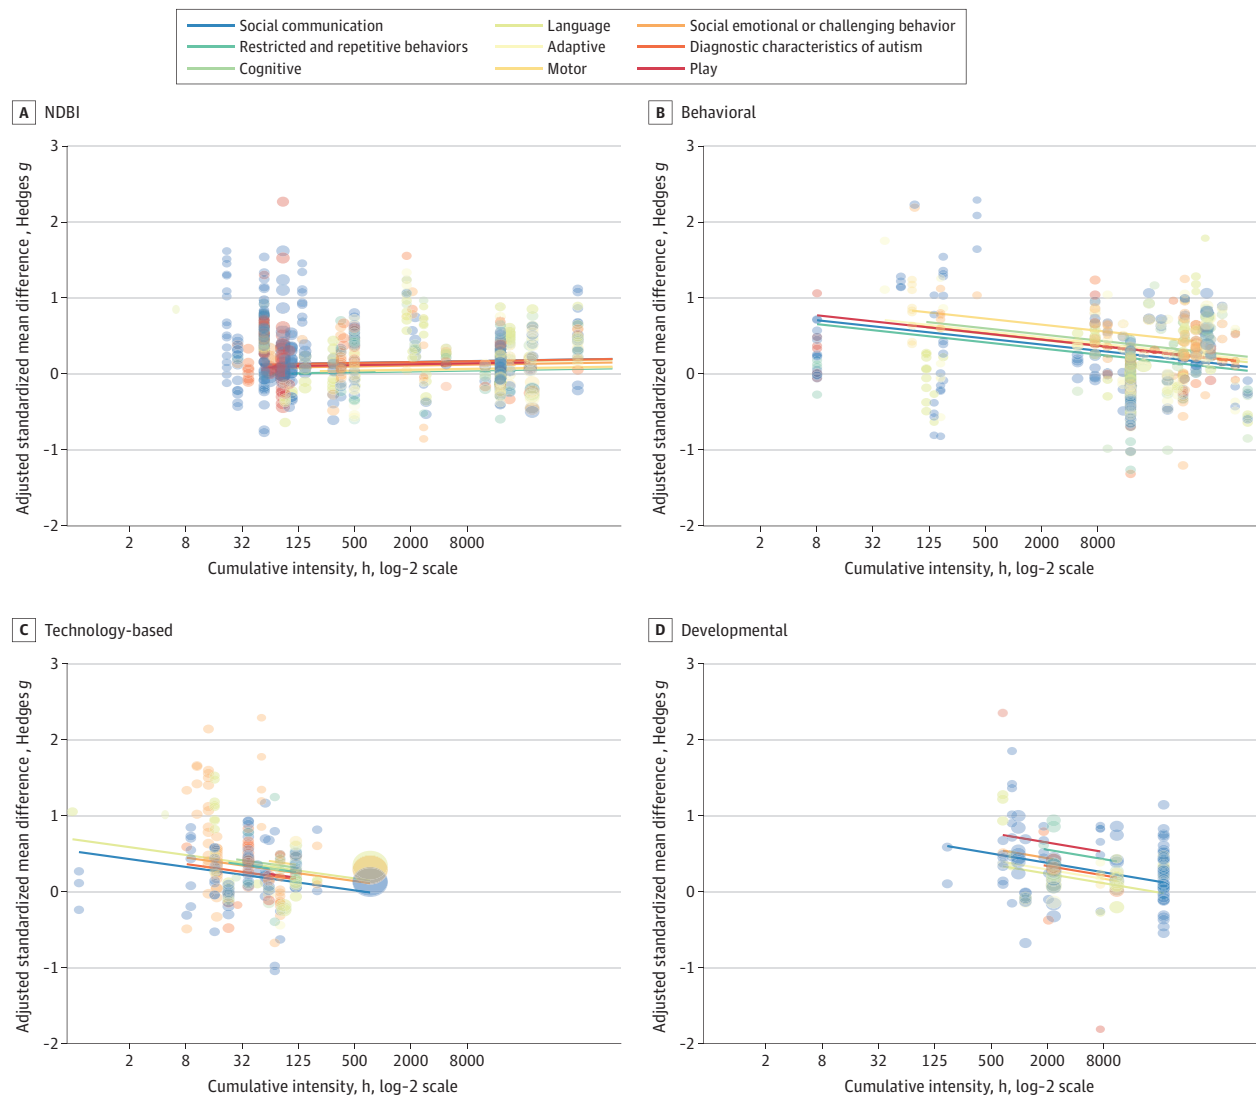 Social communication
Restricted and repetitive behaviors
Cognitive
Language
Adaptive
Motor
Social emotional or challenging behavior
Diagnostic characteristics of autism
Play
A NDBI
Adjusted standardized mean difference , Hedges g
3
2
1
0
-1
-2
2 8 32 125 500 2000 8000
Cumulative intensity, h, log-2 scale
B Behavioral
Adjusted standardized mean difference , Hedges g
3
2
1
0
-1
-2
2 8 32 125 500 2000 8000
Cumulative intensity, h, log-2 scale
C Technology-based
Adjusted standardized mean difference , Hedges g
3
2
1
0
-1
-2
2 8 32 125 500 2000 8000
Cumulative intensity, h, log-2 scale
D Developmental
Adjusted standardized mean difference , Hedges g
3
2
1
0
-1
-2
2 8 32 125 500 2000 8000
Cumulative intensity, h, log-2 scale